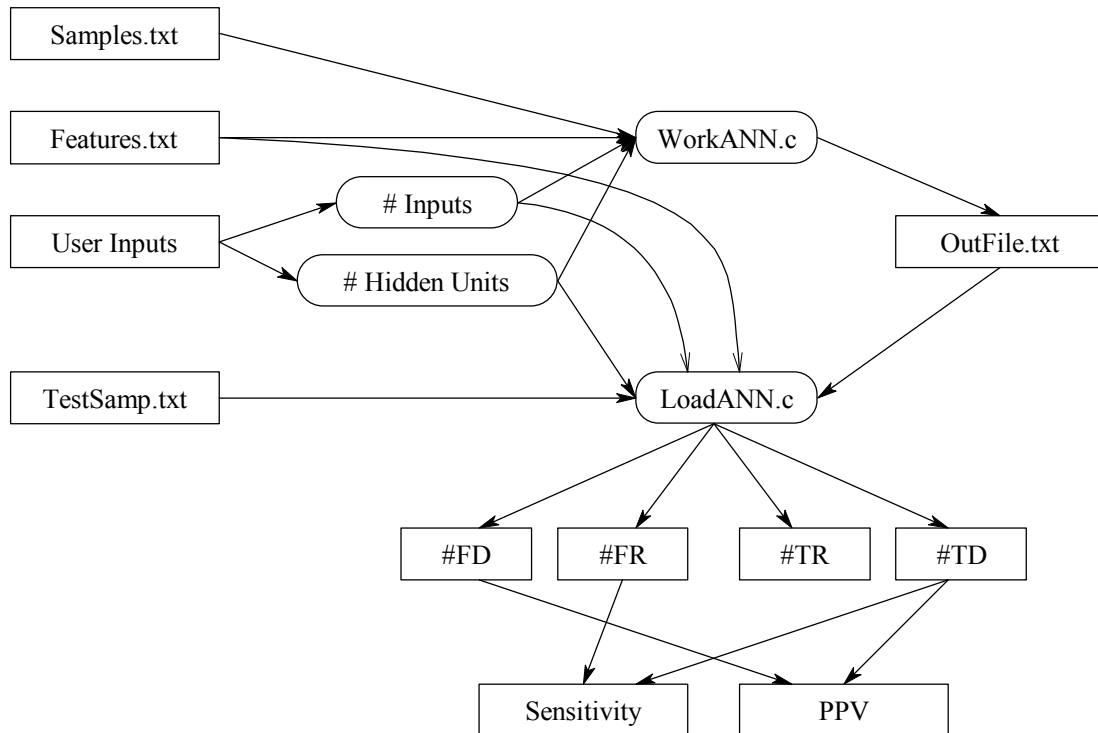 Samples.txt
Features.txt
WorkANN.c
# Inputs
User Inputs
OutFile.txt
# Hidden Units
TestSamp.txt
LoadANN.c
#FD
#FR
#TR
#TD
Sensitivity
PPV